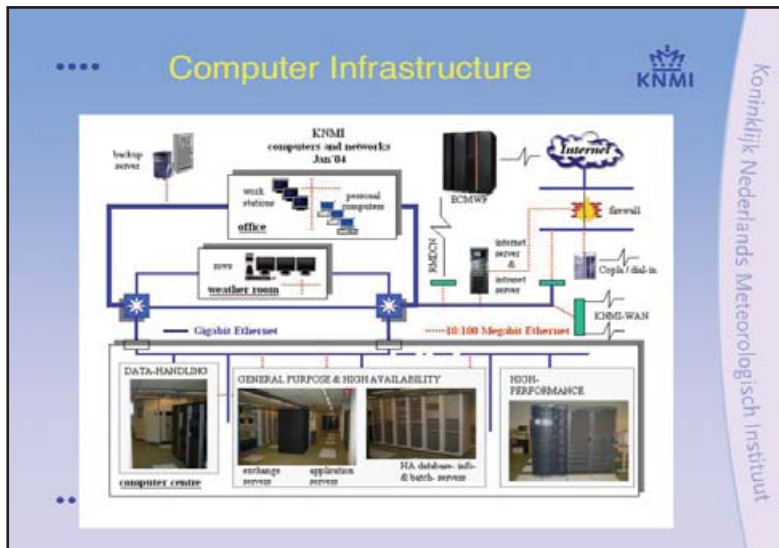 Computer Infrastructure
KNMI
Koninklijk Nederlands Meteorologisch Instituut
KNMI
computers and networks
Jan'04
backup
server
work
stations
personal
computers
office
weather room
ECMWF
Internet
firewall
RMDCN
internet
server
&
intranet
server
Copla / dial-in
KNMI-WAN
Gigabit Ethernet
10/100 Megabit Ethernet
DATA-HANDLING
GENERAL PURPOSE & HIGH AVAILABILITY
HIGH-
PERFORMANCE
exchange
servers
application
servers
HA database- info-
& batch- servers
computer centre